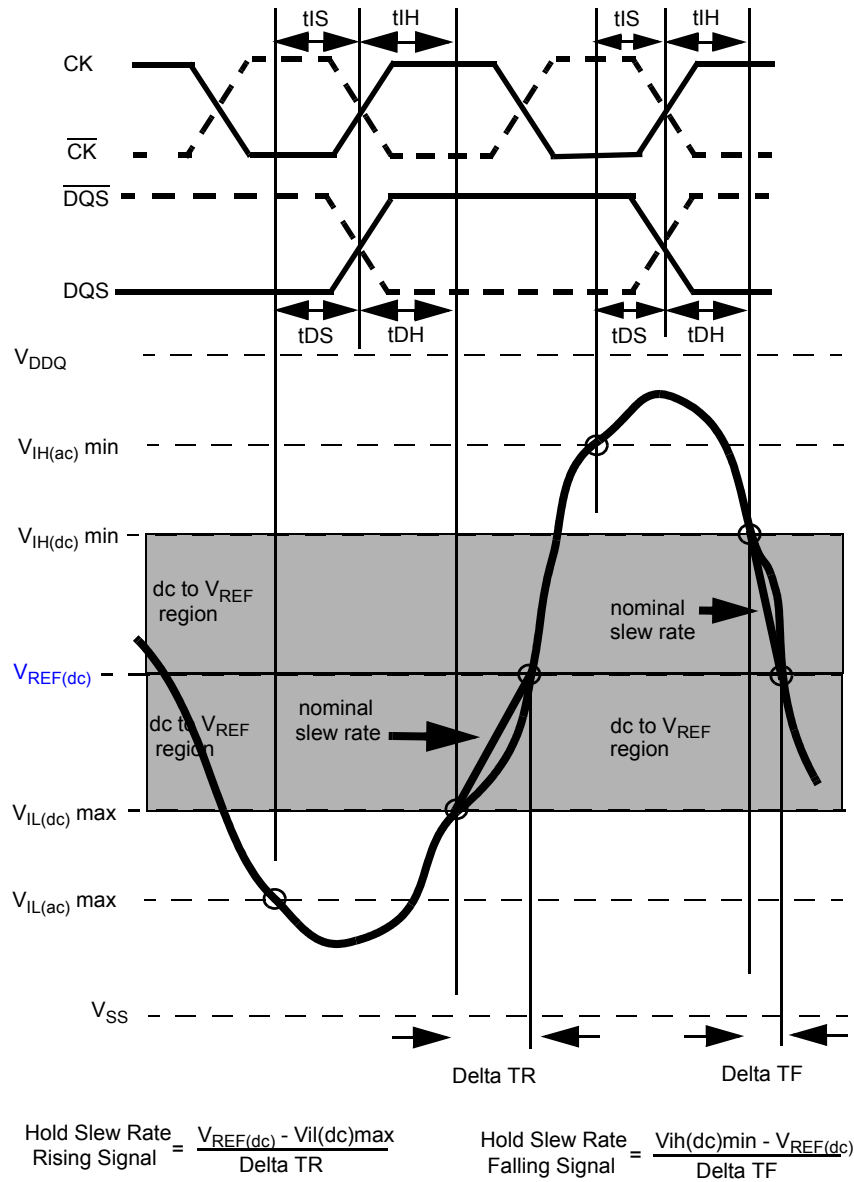 tIS tIH tIS tIH
CK
CK
DQS
DQS
tDS tDH tDS tDH
VDDQ
VIH(ac) min
VIH(dc) min
dc to VREF
region
nominal
slew rate
VREF(dc)
dc to VREF
region
nominal
slew rate
dc to VREF
region
VIL(dc) max
VIL(ac) max
VSS
Delta TR
Delta TF
Hold Slew Rate
Rising Signal
=
VREF(dc) - Vil(dc)max
Delta TR
Hold Slew Rate
Falling Signal
=
Vih(dc)min - VREF(dc)
Delta TF